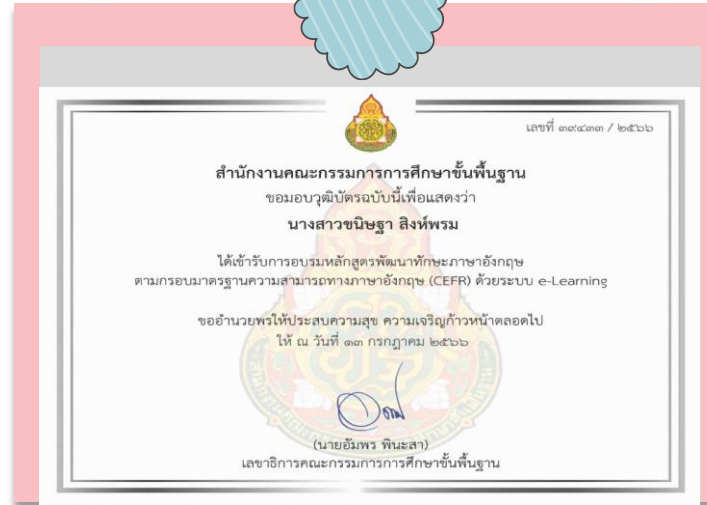 เลขที่ ๓๙๔๓๓ / ๒๕๖๖
สำนักงานคณะกรรมการการศึกษาขั้นพื้นฐาน
ขอมอบวุฒิบัตรฉบับนี้เพื่อแสดงว่า
นางสาวขนิษฐา สิงห์พรม
ได้เข้ารับการอบรมหลักสูตรพัฒนาทักษะภาษาอังกฤษ
ตามกรอบมาตรฐานความสามารถทางภาษาอังกฤษ (CEFR) ด้วยระบบ e-Learning
ขออำนวยพรให้ประสบความสุข ความเจริญก้าวหน้าตลอดไป
ให้ ณ วันที่ ๑๓ กรกฎาคม ๒๕๖๖
(นายอัมพร พินะสา)
เลขาธิการคณะกรรมการการศึกษาขั้นพื้นฐาน